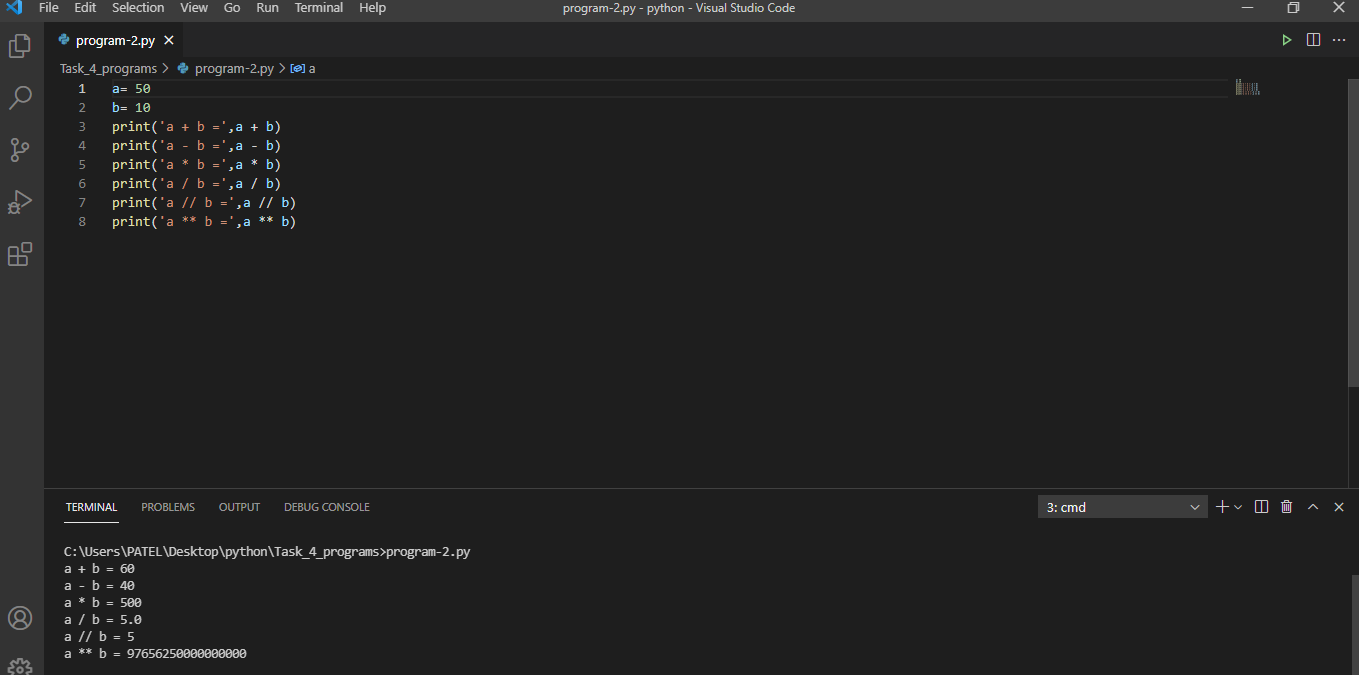 File Edit Selection View Go Run Terminal Help program-2.py - python - Visual Studio Code
program-2.py
Task_4_programs > program-2.py > a
1 a= 50
2 b= 10
3 print('a + b =',a + b)
4 print('a - b =',a - b)
5 print('a * b =',a * b)
6 print('a / b =',a / b)
7 print('a // b =',a // b)
8 print('a ** b =',a ** b)
TERMINAL PROBLEMS OUTPUT DEBUG CONSOLE 3: cmd
C:\Users\PATEL\Desktop\python\Task_4_programs>program-2.py
a + b = 60
a - b = 40
a * b = 500
a / b = 5.0
a // b = 5
a ** b = 97656250000000000